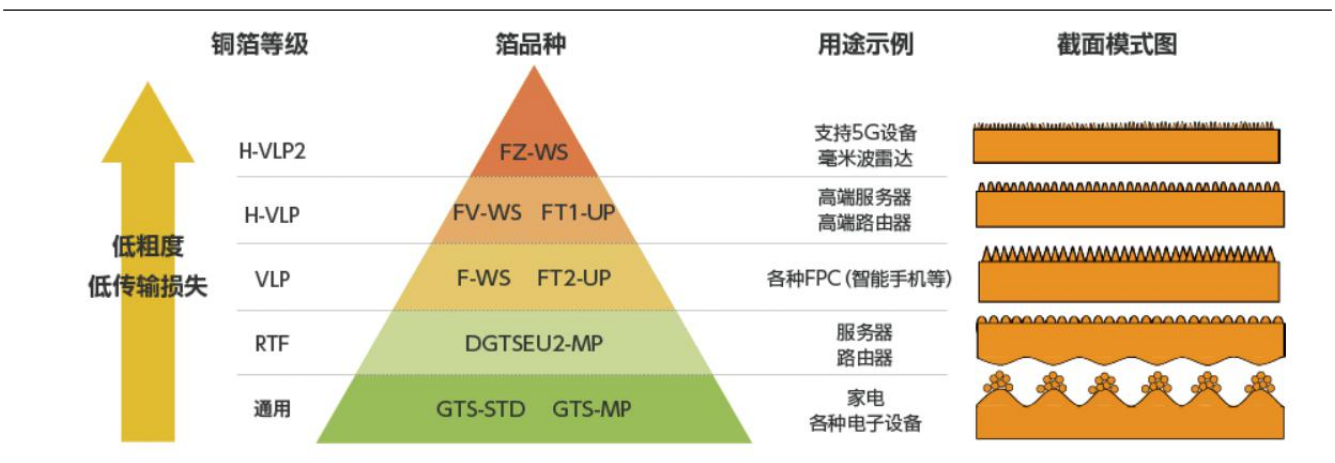 铜箔等级 箔品种 用途示例 截面模式图
低粗度
低传输损失
H-VLP2 FZ-WS 支持5G设备
毫米波雷达
H-VLP FV-WS FT1-UP 高端服务器
高端路由器
VLP F-WS FT2-UP 各种FPC（智能手机等）
RTF DGTSEU2-MP 服务器
路由器
通用 GTS-STD GTS-MP 家电
各种电子设备